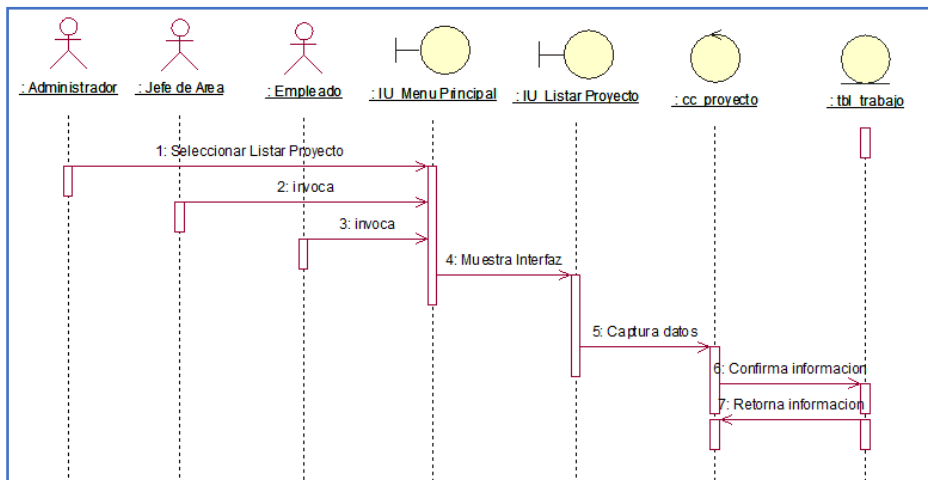 : Administrador
: Jefe de Area
: Empleado
: IU_Menu Principal
: IU_Listar Proyecto
: cc_proyecto
: tbl_trabajo
1: Seleccionar Listar Proyecto
2: invoca
3: invoca
4: Muestra Interfaz
5: Captura datos
6: Confirma informacion
7: Retorna informacion